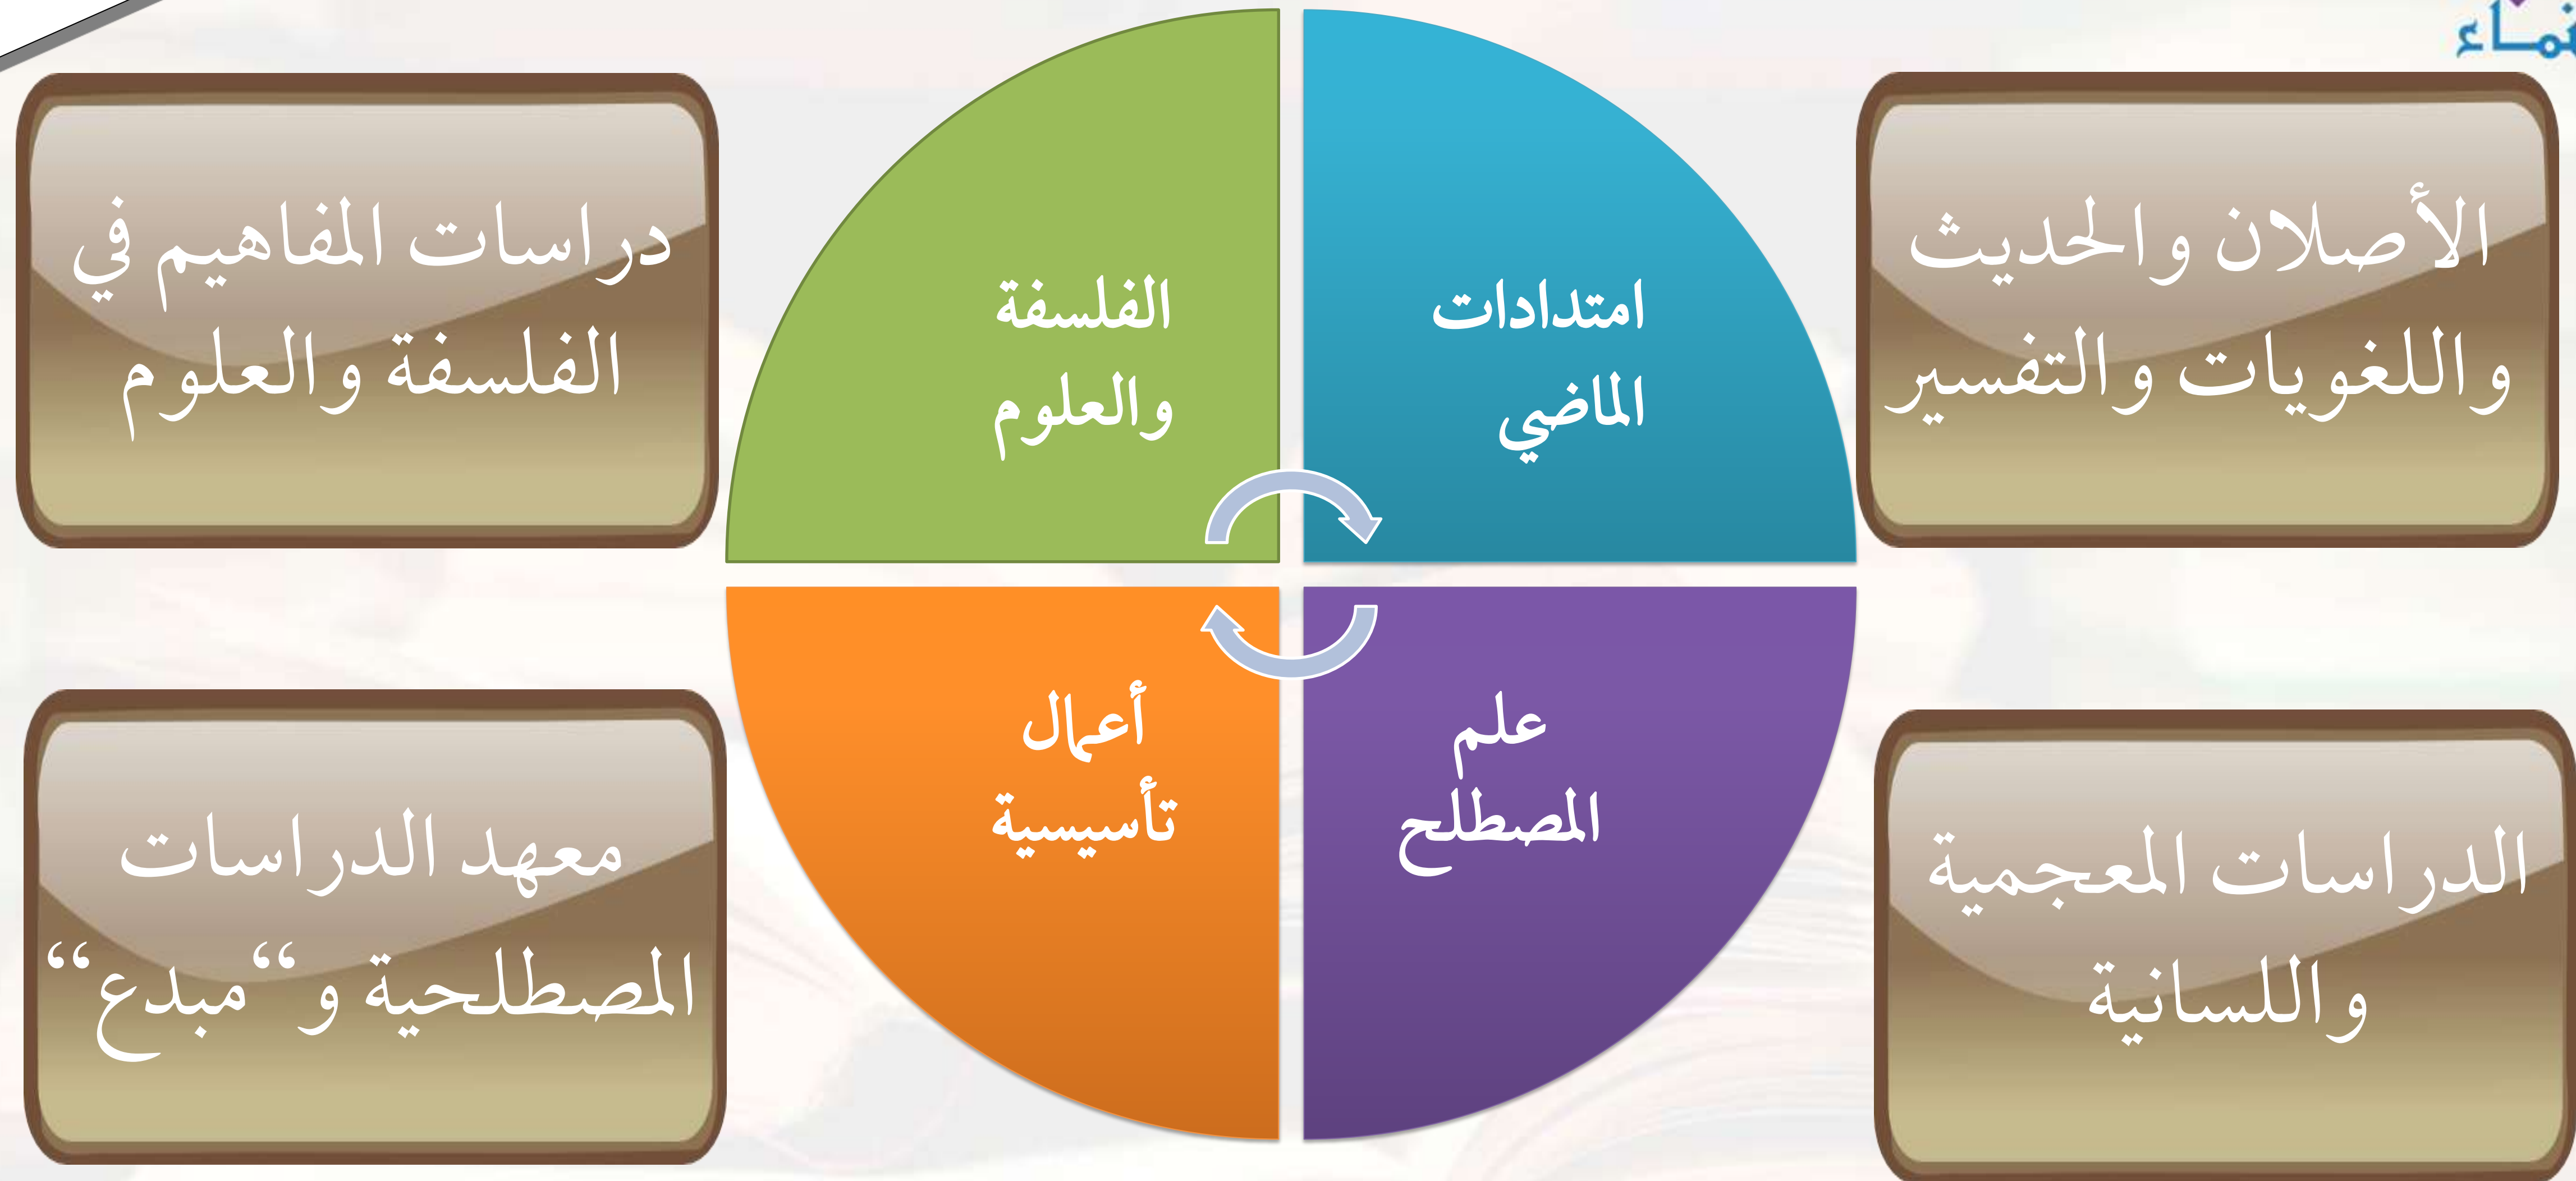 الأصلان والحديث
واللغويات والتفسير
امتدادات
الماضي
الفلسفة
والعلوم
دراسات المفاهيم في
الفلسفة والعلوم
الدراسات المعجمية
واللسانية
علم
المصطلح
أعمال
تأسيسية
معهد الدراسات
المصطلحية و“مبدع“